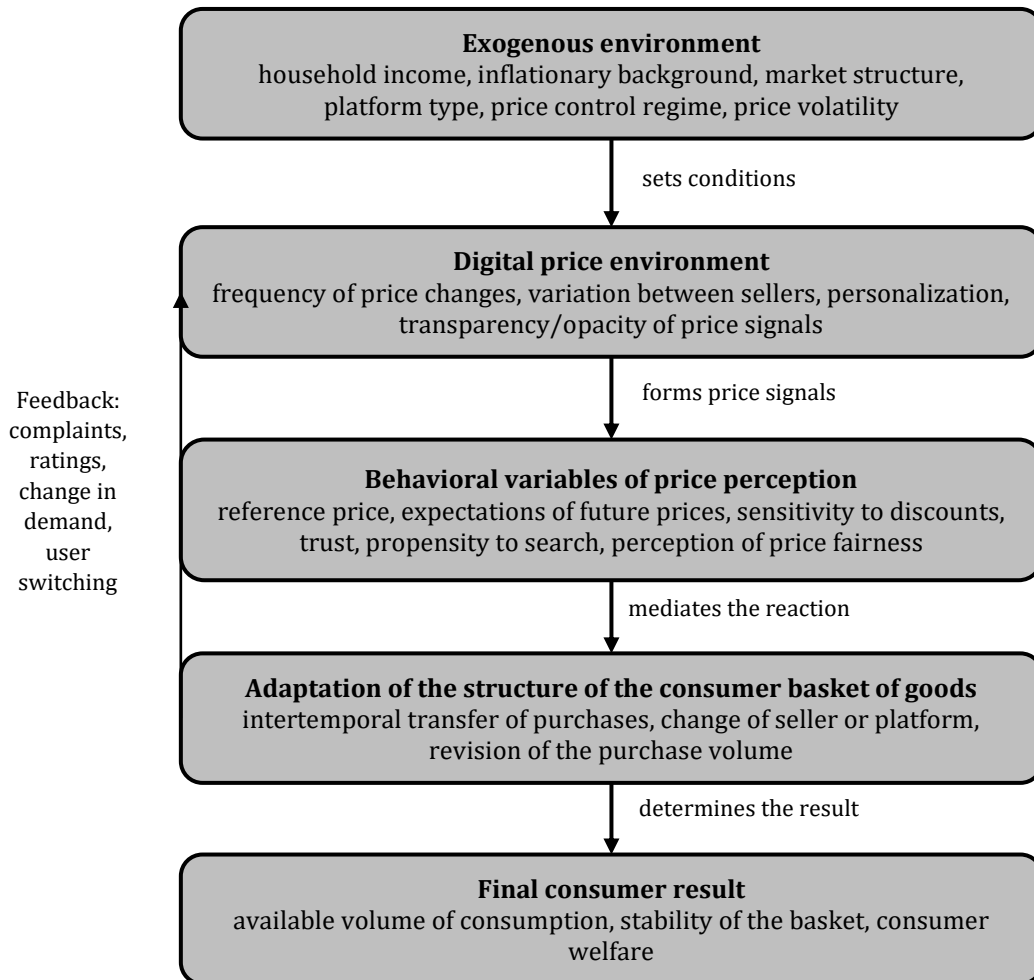 Exogenous environment
household income, inflationary background, market structure,
platform type, price control regime, price volatility
sets conditions
Digital price environment
frequency of price changes, variation between sellers, personalization,
transparency/opacity of price signals
forms price signals
Feedback:
complaints,
ratings,
change in
demand,
user
switching
Behavioral variables of price perception
reference price, expectations of future prices, sensitivity to discounts,
trust, propensity to search, perception of price fairness
mediates the reaction
Adaptation of the structure of the consumer basket of goods
intertemporal transfer of purchases, change of seller or platform,
revision of the purchase volume
determines the result
Final consumer result
available volume of consumption, stability of the basket, consumer
welfare